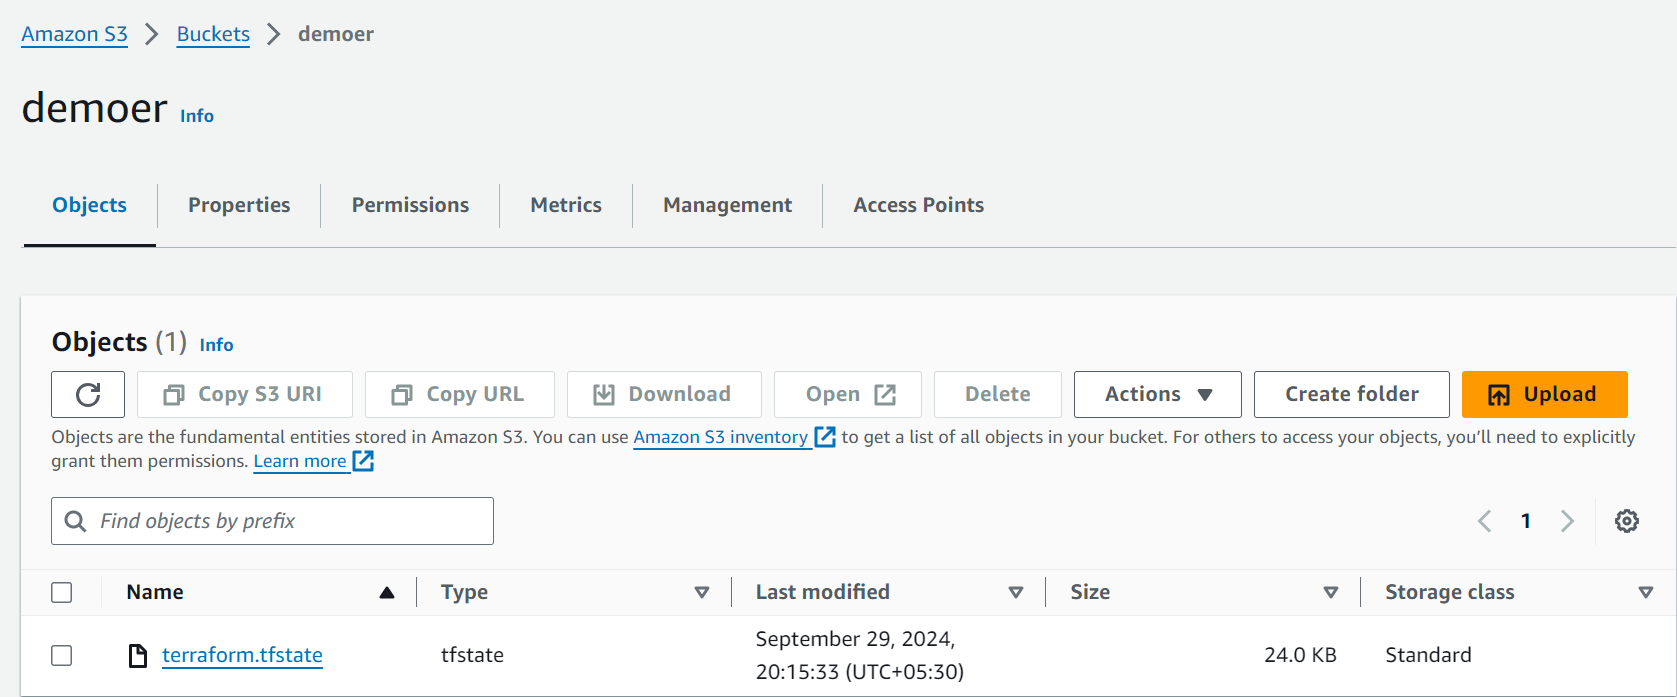 Amazon S3 > Buckets > demoer
demoer Info
Objects Properties Permissions Metrics Management Access Points
Objects (1) Info
Copy S3 URI Copy URL Download Open Delete Actions Create folder Upload
Objects are the fundamental entities stored in Amazon S3. You can use Amazon S3 inventory to get a list of all objects in your bucket. For others to access your objects, you’ll need to explicitly
grant them permissions. Learn more
Find objects by prefix
1
Name Type Last modified Size Storage class
terraform.tfstate tfstate September 29, 2024, 20:15:33 (UTC+05:30) 24.0 KB Standard